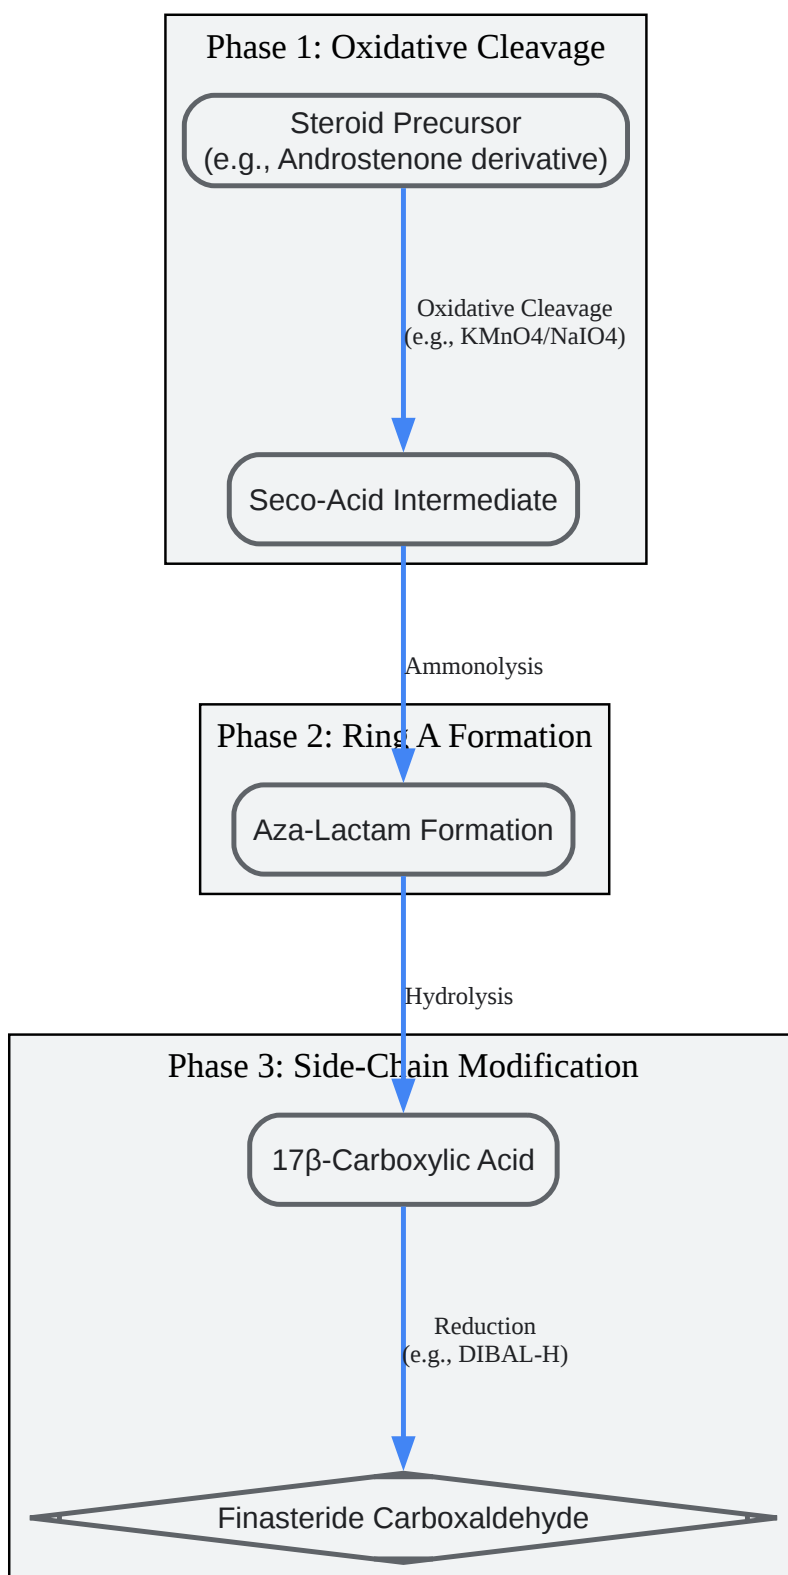 Phase 1: Oxidative Cleavage
Steroid Precursor
(e.g., Androstenone derivative)
Oxidative Cleavage
(e.g., KMnO4/NaIO4)
Seco-Acid Intermediate
Ammonolysis
Phase 2: Ring A Formation
Aza-Lactam Formation
Hydrolysis
Phase 3: Side-Chain Modification
17β-Carboxylic Acid
Reduction
(e.g., DIBAL-H)
Finasteride Carboxaldehyde